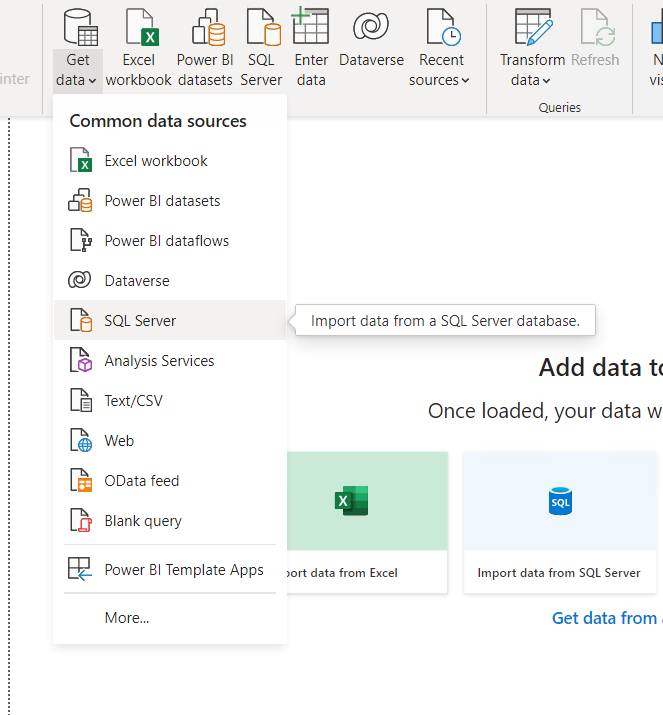 inter
Get data
Excel workbook
Power BI datasets
SQL Server
Enter data
Dataverse
Recent sources
Transform data
Refresh
Queries
Common data sources
Excel workbook
Power BI datasets
Power BI dataflows
Dataverse
SQL Server
Import data from a SQL Server database.
Analysis Services
Text/CSV
Web
OData feed
Blank query
Power BI Template Apps
More...
Add data to
Once loaded, your data w
SQL
port data from Excel
Import data from SQL Server
Get data from